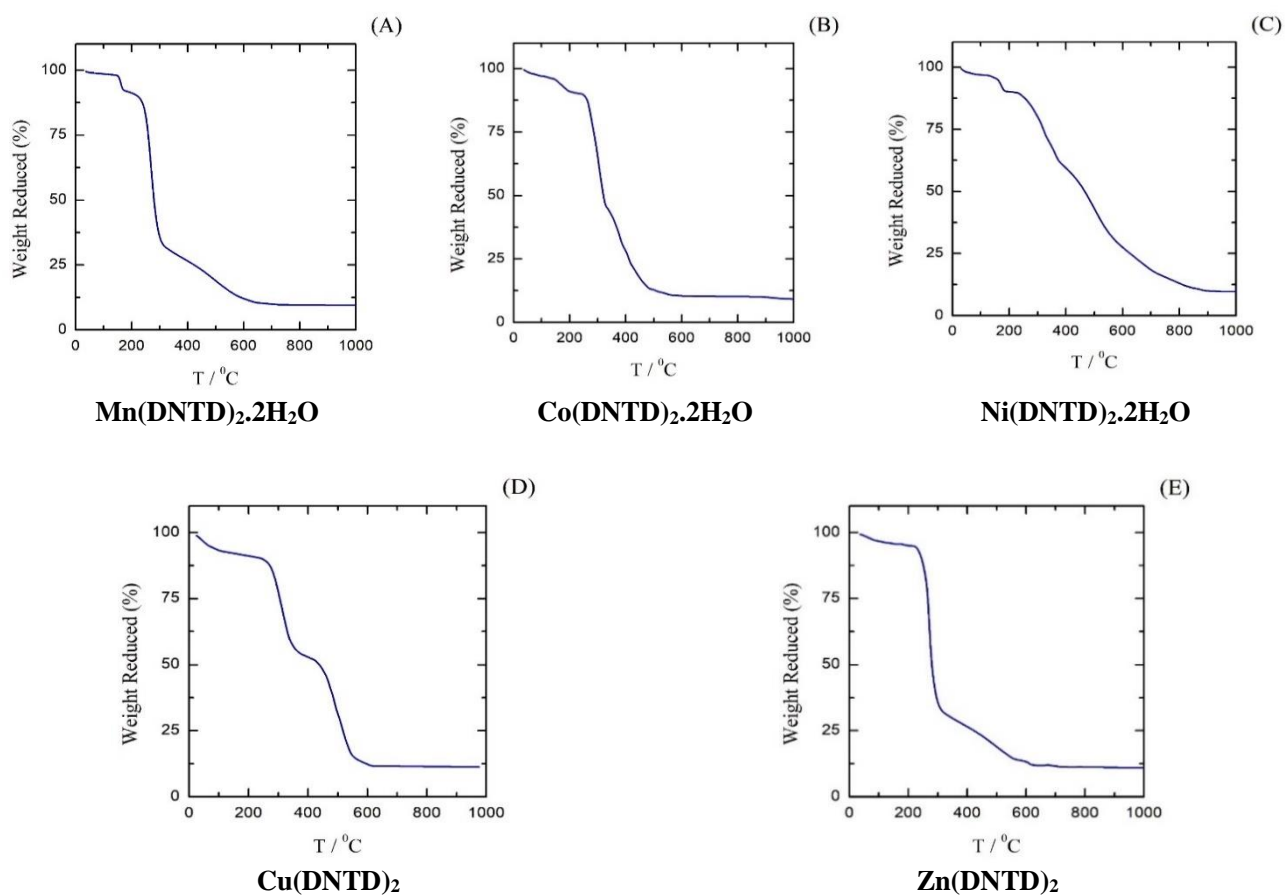 (A)
(B)
(C)
100
75
50
25
0
Weight Reduced (%)
0 200 400 600 800 1000
T / ⁰C
Mn(DNTD)₂.2H₂O
100
75
50
25
0
Weight Reduced (%)
0 200 400 600 800 1000
T / ⁰C
Co(DNTD)₂.2H₂O
100
75
50
25
0
Weight Reduced (%)
0 200 400 600 800 1000
T / ⁰C
Ni(DNTD)₂.2H₂O
(D)
(E)
100
75
50
25
0
Weight Reduced (%)
0 200 400 600 800 1000
T / ⁰C
Cu(DNTD)₂
100
75
50
25
0
Weight Reduced (%)
0 200 400 600 800 1000
T / ⁰C
Zn(DNTD)₂